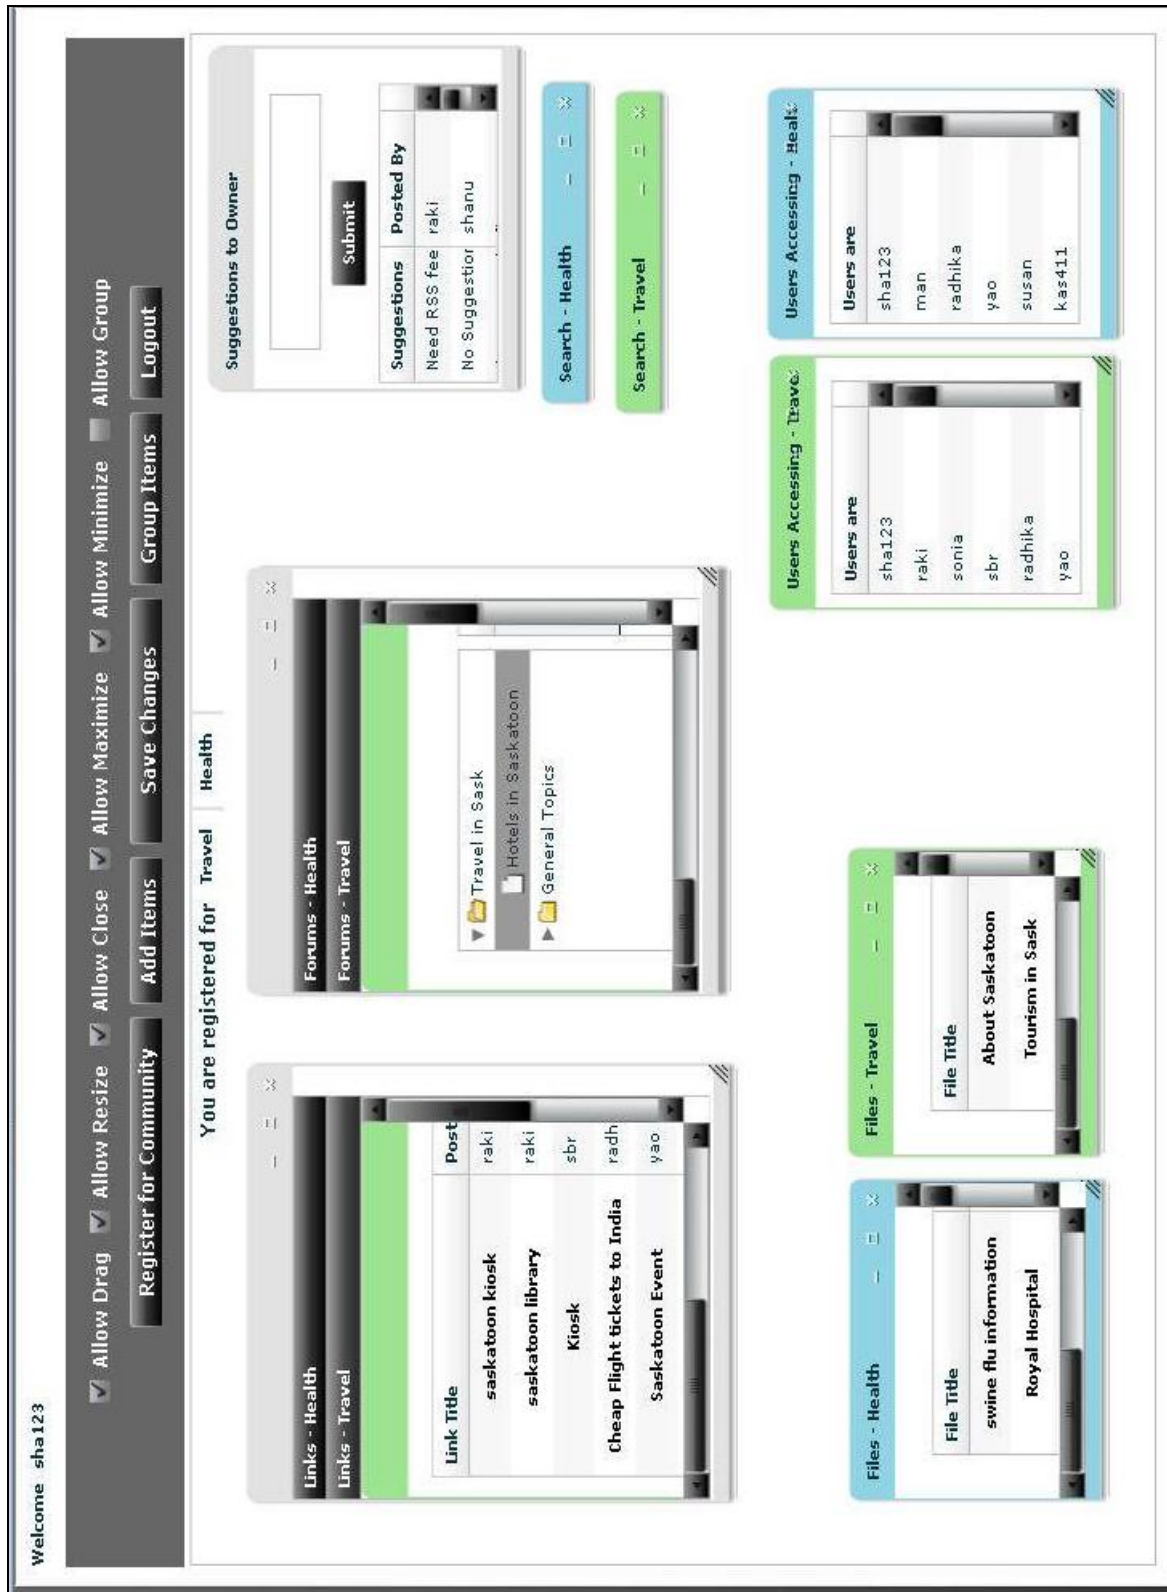 Welcome sha123
Allow Drag Allow Resize Allow Close Allow Maximize Allow Minimize Allow Group
Register for Community Add Items Save Changes Group Items Logout
You are registered for Travel Health
Links - Health
Links - Travel
Link Title Post
saskatoon kiosk raki
saskatoon library raki
Kiosk sbr
Cheap Flight tickets to India radh
Saskatoon Event yao
Forums - Health
Forums - Travel
Travel in Sask
Hotels in Saskatoon
General Topics
Suggestions to Owner
Submit
Suggestions Posted By
Need RSS fee raki
No Suggestior shanu
Search - Health
Search - Travel
Files - Health
File Title
swine flu information
Royal Hospital
Files - Travel
File Title
About Saskatoon
Tourism in Sask
Users Accessing - Trave
Users are
sha123
raki
sonia
sbr
radhika
yao
Users Accessing - Heal
Users are
sha123
man
radhika
yao
susan
kas411